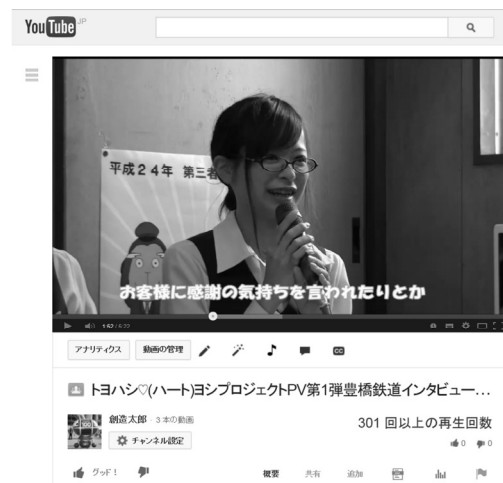 YouTube JP
平成24年 第三者
お客様に感謝の気持ちを言われたりとか
1:52 / 5:22
アナリティクス 動画の管理
トヨハシ♡(ハート)ヨシプロジェクトPV第1弾豊橋鉄道インタビュー…
創造太郎 · 3 本の動画
301 回以上の再生回数
チャンネル設定
0 0
グッド！ 概要 共有 追加